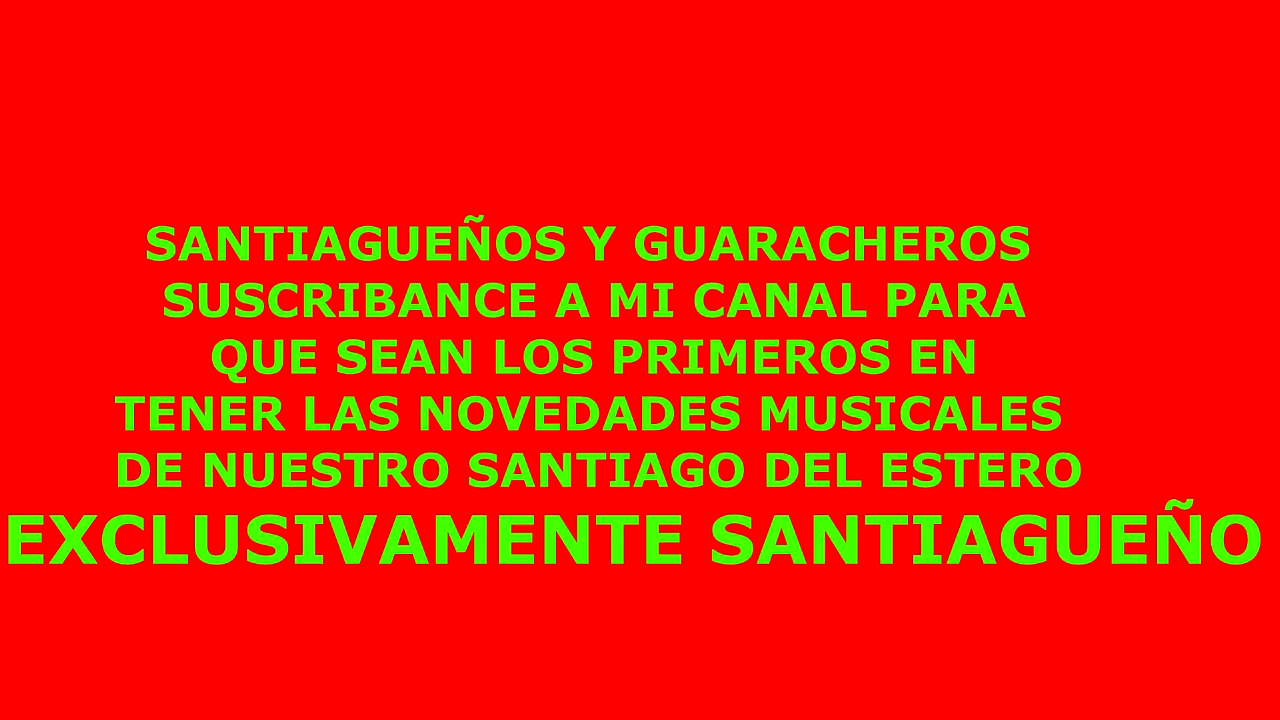 SANTIAGUEÑOS Y GUARACHEROS
SUSCRIBANCE A MI CANAL PARA
QUE SEAN LOS PRIMEROS EN
TENER LAS NOVEDADES MUSICALES
DE NUESTRO SANTIAGO DEL ESTERO
EXCLUSIVAMENTE SANTIAGUEÑO